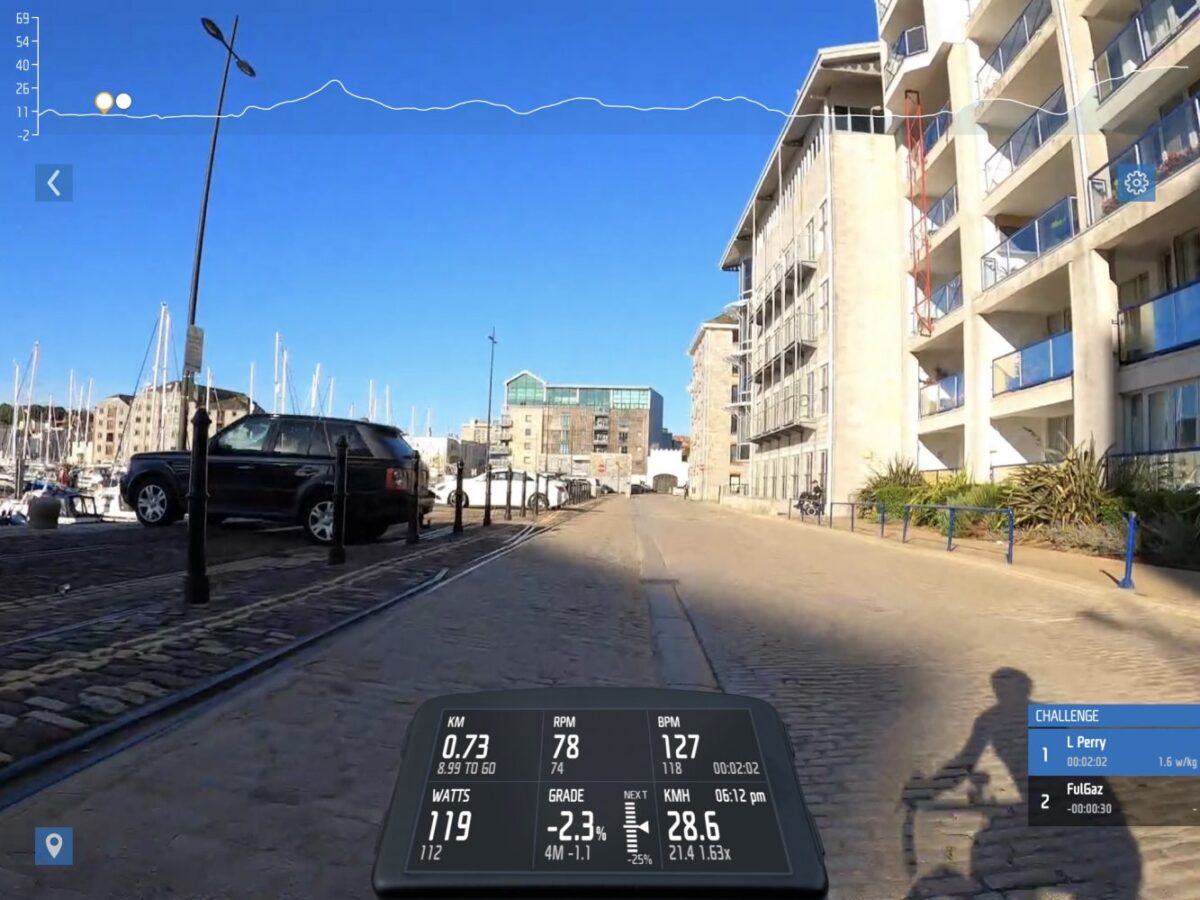 69
54
40
26
11
-2
KM
0.73
8.99 TO GO
RPM
78
74
BPM
127
118 00:02:02
WATTS
119
112
GRADE
-2.3%
4M -1.1
NEXT
-25%
KMH 06:12 pm
28.6
21.4 1.63x
CHALLENGE
1 L Perry
00:02:02 1.6 w/kg
2 FulGaz
-00:00:30 -